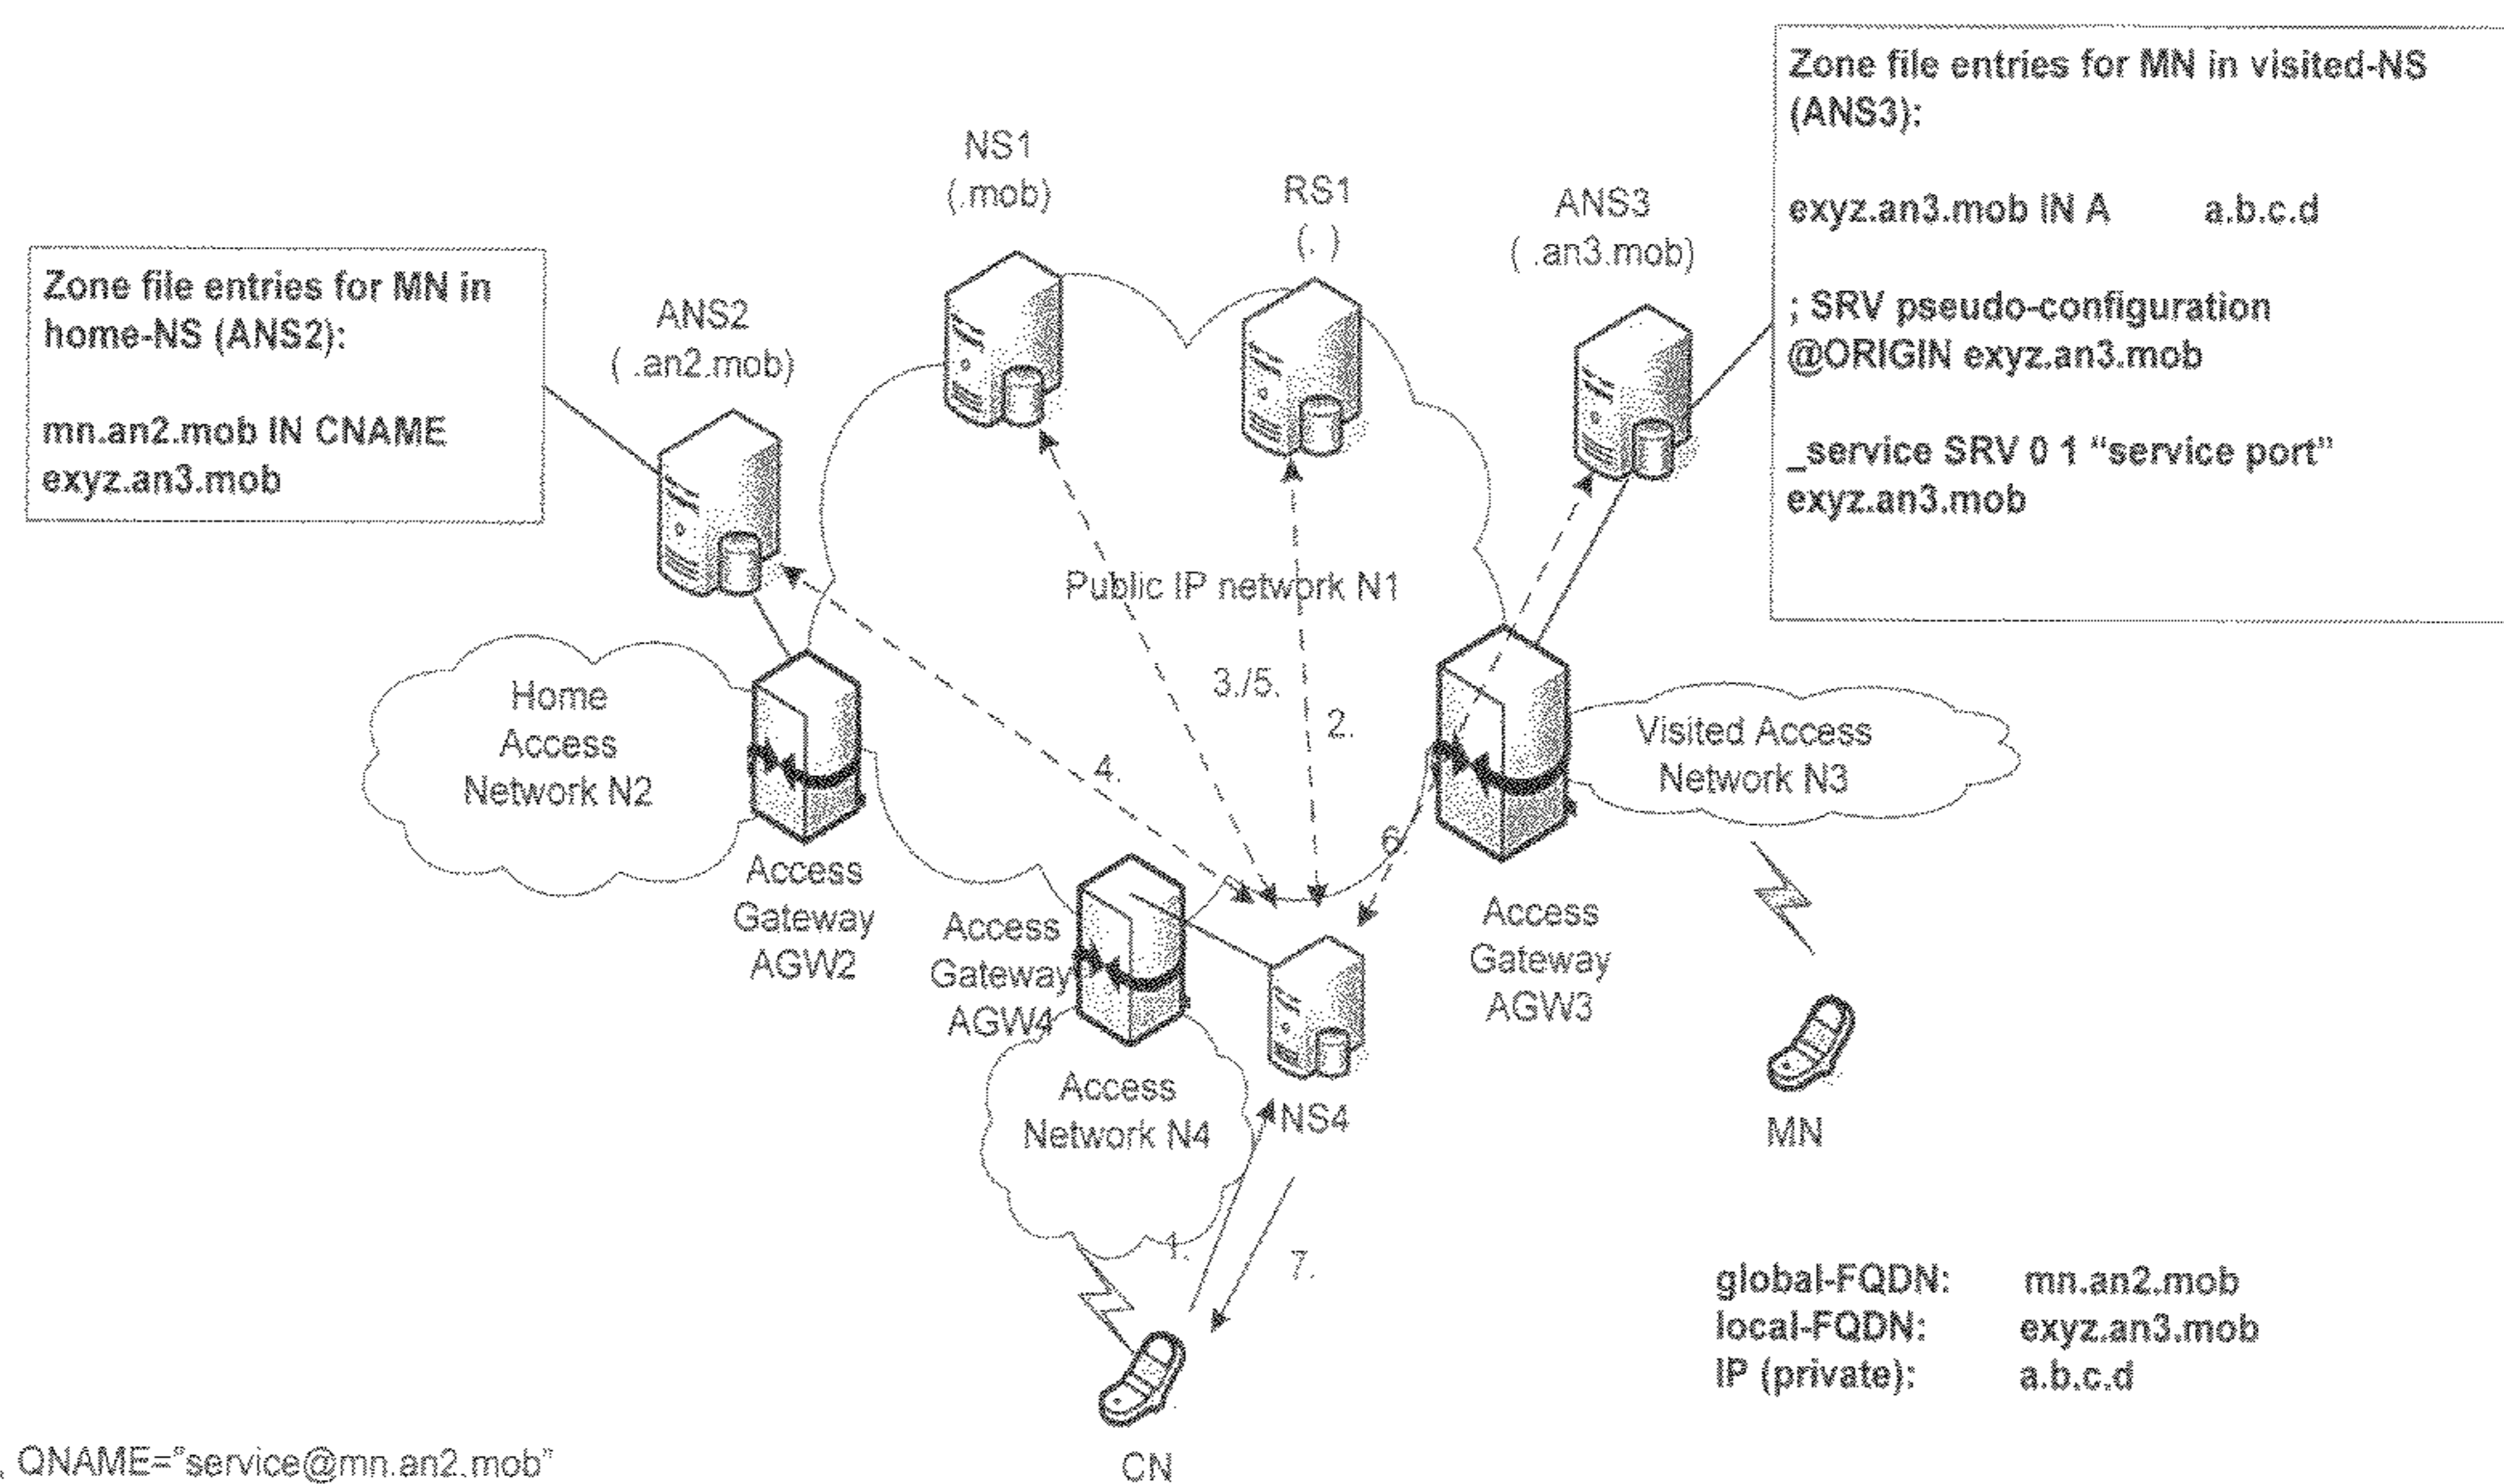 Zone file entries for MN in visited-NS
(ANS3):
exyz.an3.mob IN A a.b.c.d
; SRV pseudo-configuration
@ORIGIN exyz.an3.mob
_service SRV 0 1 “service port”
exyz.an3.mob
NS1
(.mob)
RS1
(. )
ANS3
( .an3.mob)
Zone file entries for MN in
home-NS (ANS2):
mn.an2.mob IN CNAME
exyz.an3.mob
ANS2
( .an2.mob)
Public IP network N1
3./5.
2.
4.
6.
Home
Access
Network N2
Visited Access
Network N3
Access
Gateway
AGW2
Access
Gateway
AGW4
Access
Gateway
AGW3
Access
Network N4
NS4
MN
1.
7.
global-FQDN: mn.an2.mob
local-FQDN: exyz.an3.mob
IP (private): a.b.c.d
CN
QNAME=”service@mn.an2.mob”